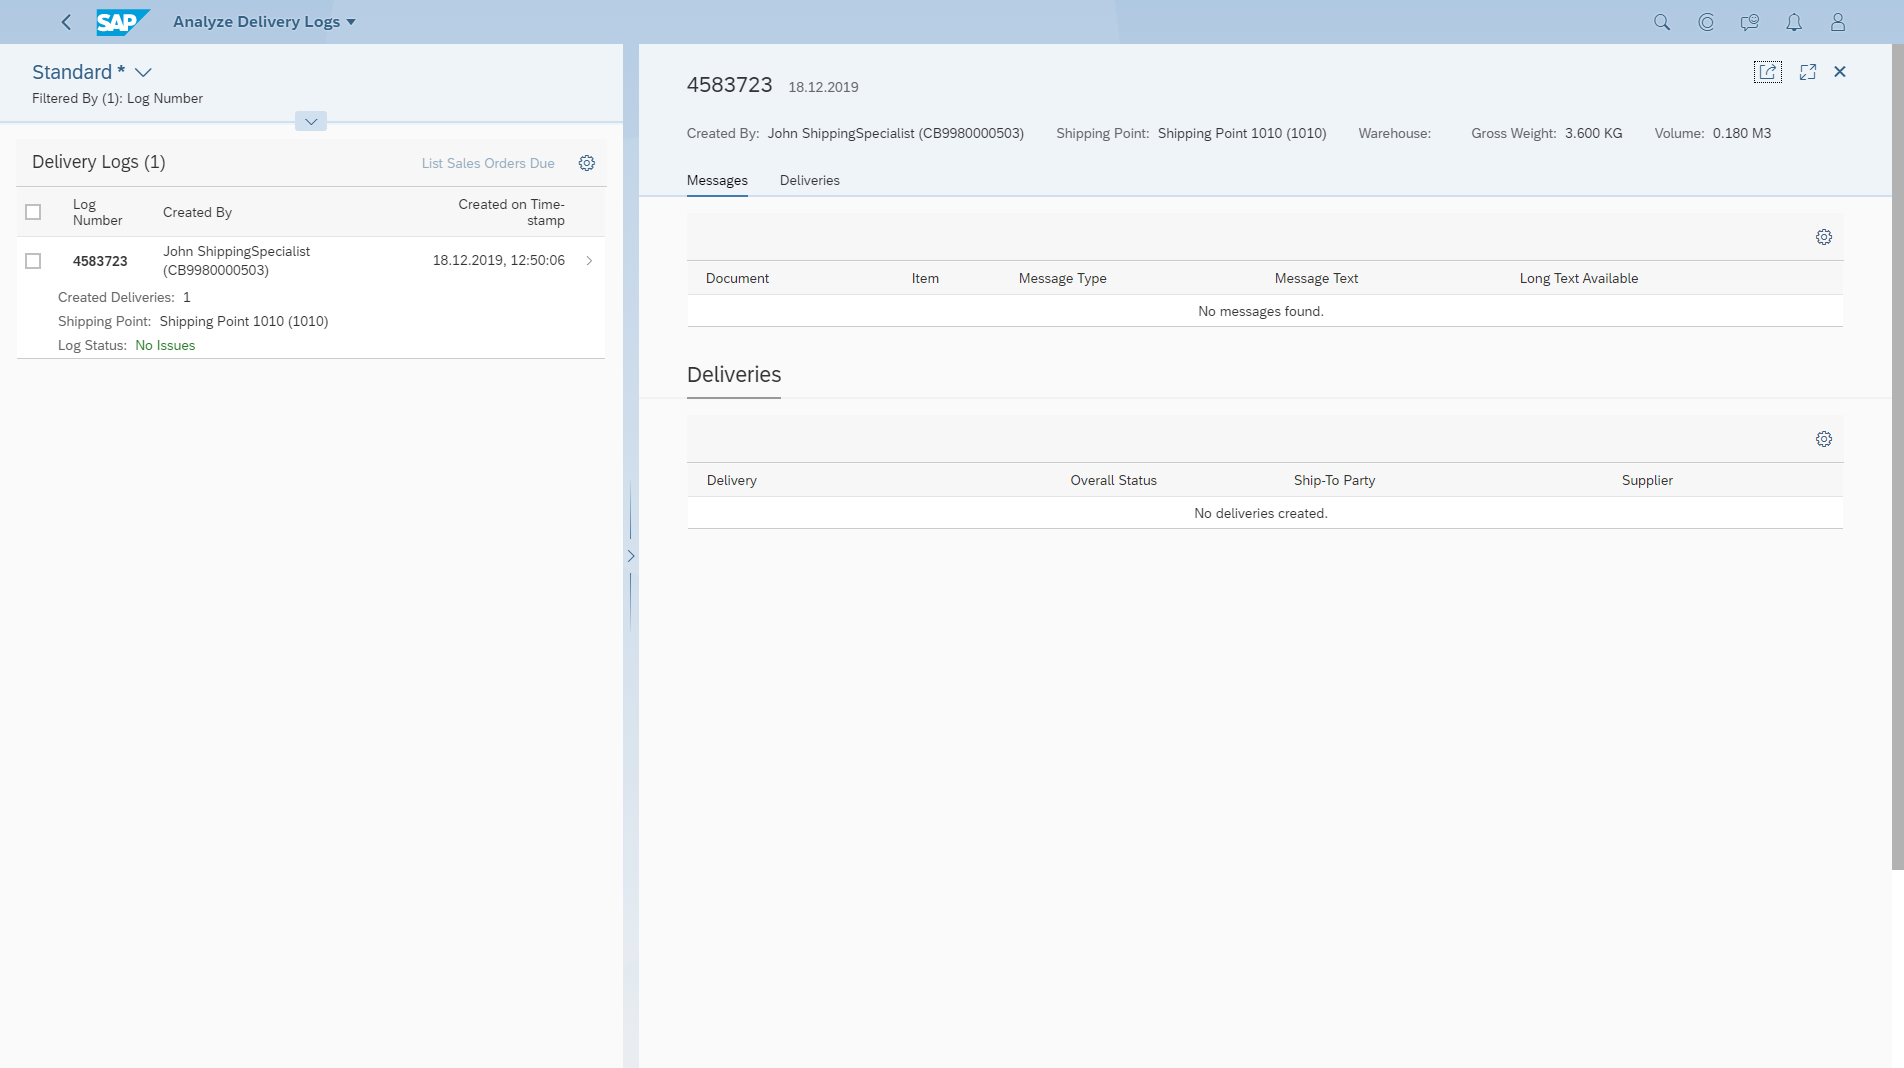 SAP
Analyze Delivery Logs
Standard *
Filtered By (1): Log Number
Delivery Logs (1)
List Sales Orders Due
Log
Number
Created By
Created on Time-
stamp
4583723
John ShippingSpecialist
(CB9980000503)
18.12.2019, 12:50:06
Created Deliveries: 1
Shipping Point: Shipping Point 1010 (1010)
Log Status: No Issues
4583723 18.12.2019
Created By: John ShippingSpecialist (CB9980000503) Shipping Point: Shipping Point 1010 (1010) Warehouse: Gross Weight: 3.600 KG Volume: 0.180 M3
Messages Deliveries
Document Item Message Type Message Text Long Text Available
No messages found.
Deliveries
Delivery Overall Status Ship-To Party Supplier
No deliveries created.